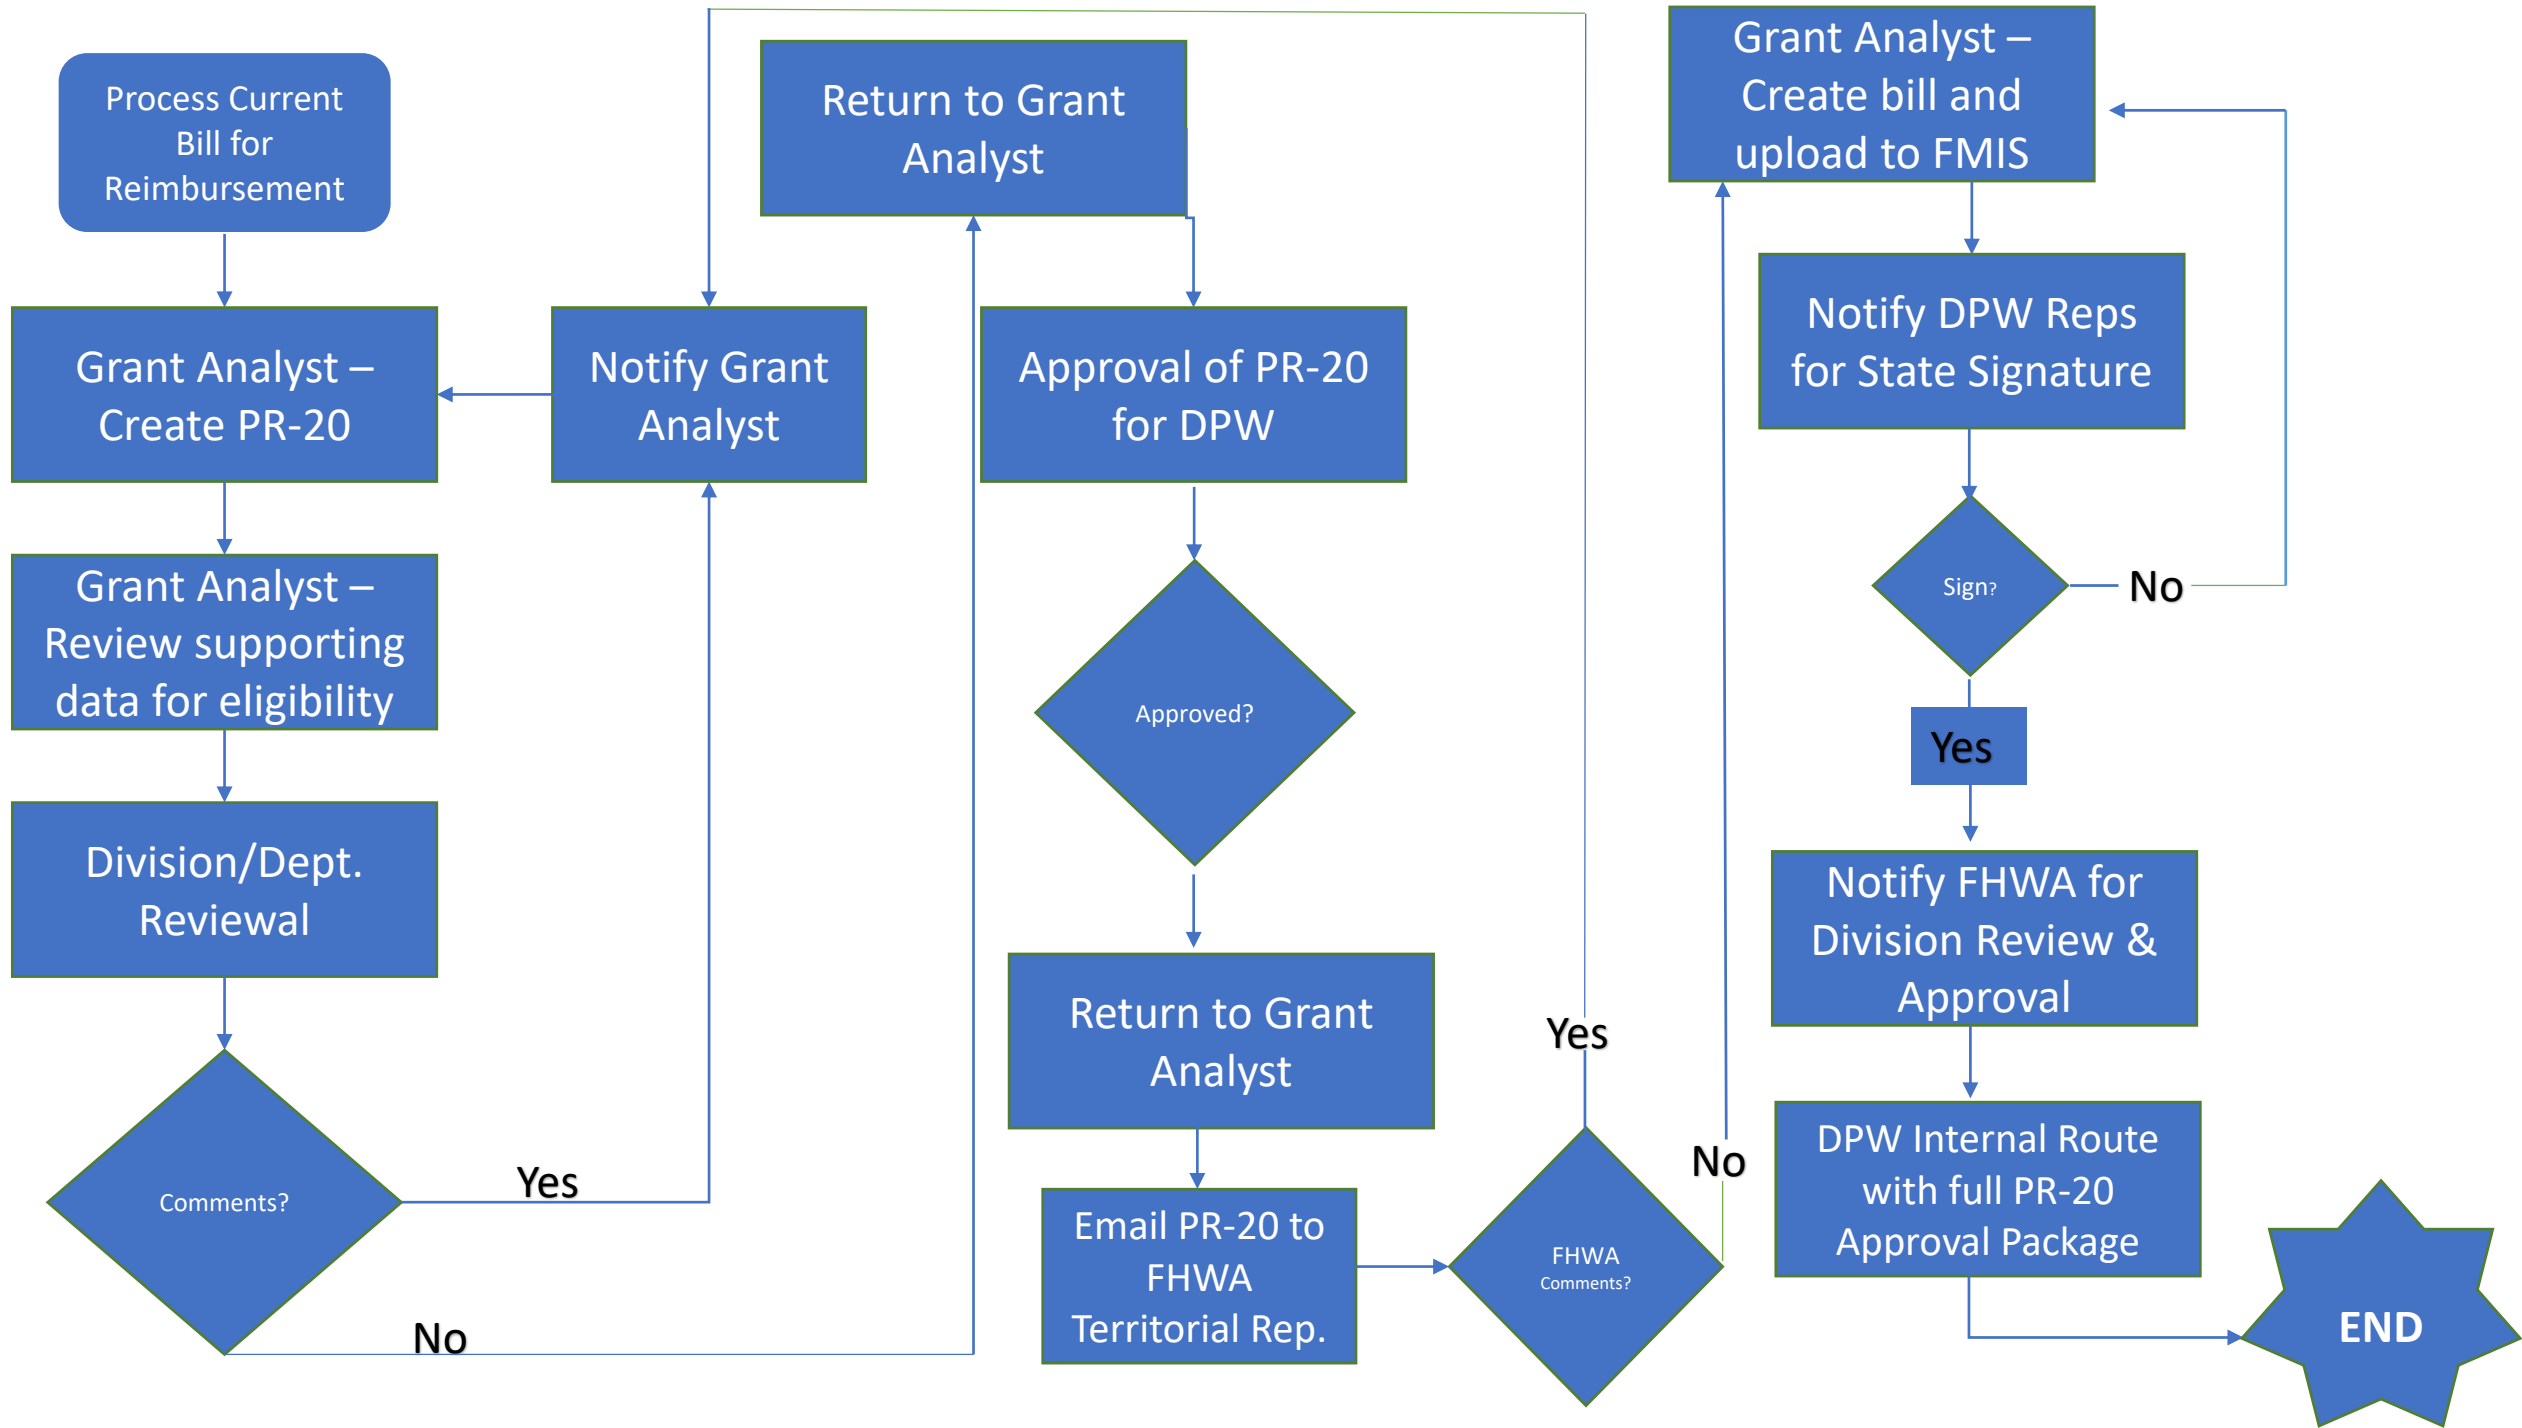 Process Current
Bill for
Reimbursement
Grant Analyst –
Create PR-20
Grant Analyst –
Review supporting
data for eligibility
Division/Dept.
Reviewal
Comments?
Yes
No
Notify Grant
Analyst
Return to Grant
Analyst
Approval of PR-20
for DPW
Approved?
Return to Grant
Analyst
Email PR-20 to
FHWA
Territorial Rep.
FHWA
Comments?
Yes
No
Grant Analyst –
Create bill and
upload to FMIS
Notify DPW Reps
for State Signature
Sign?
No
Yes
Notify FHWA for
Division Review &
Approval
DPW Internal Route
with full PR-20
Approval Package
END